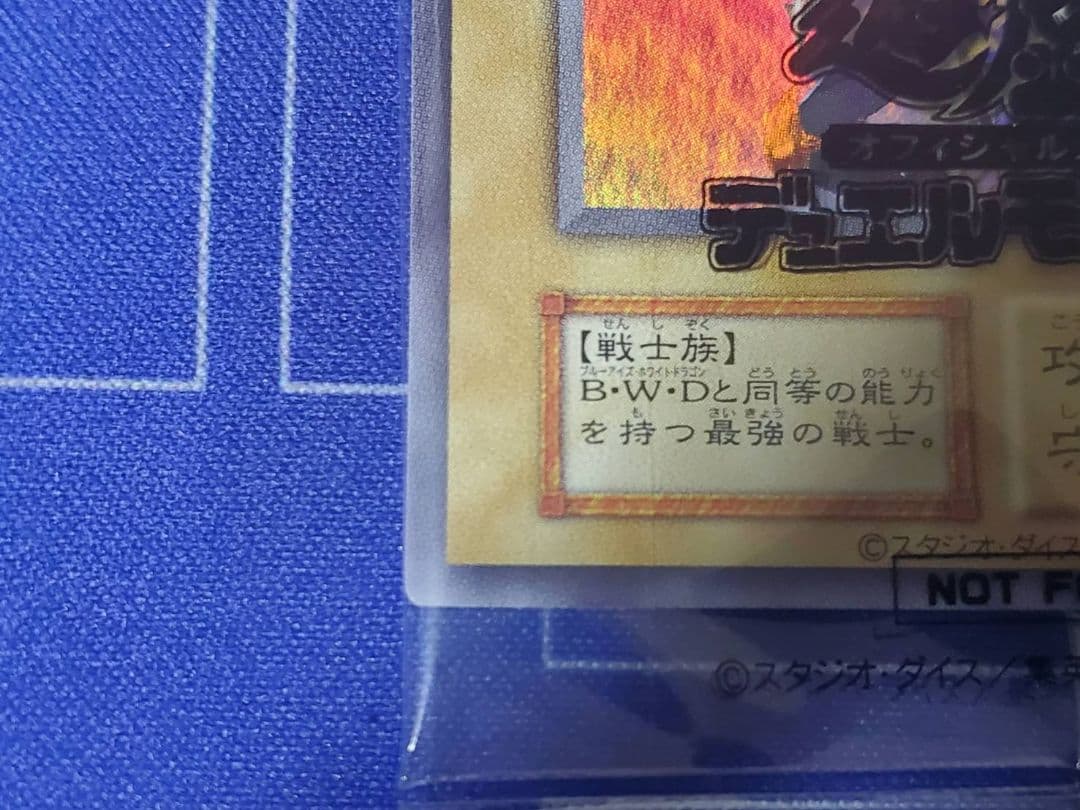 オフィシャル
デュエルモ
せんしぞく
【戦士族】
ブルーアイズ・ホワイトドラゴン どうとう のうりょく
B・W・Dと同等の能力
も さいきょう せんし
を持つ最強の戦士。
攻
©スタジオ・ダイス
NOT F
©スタジオ・ダイス/集英